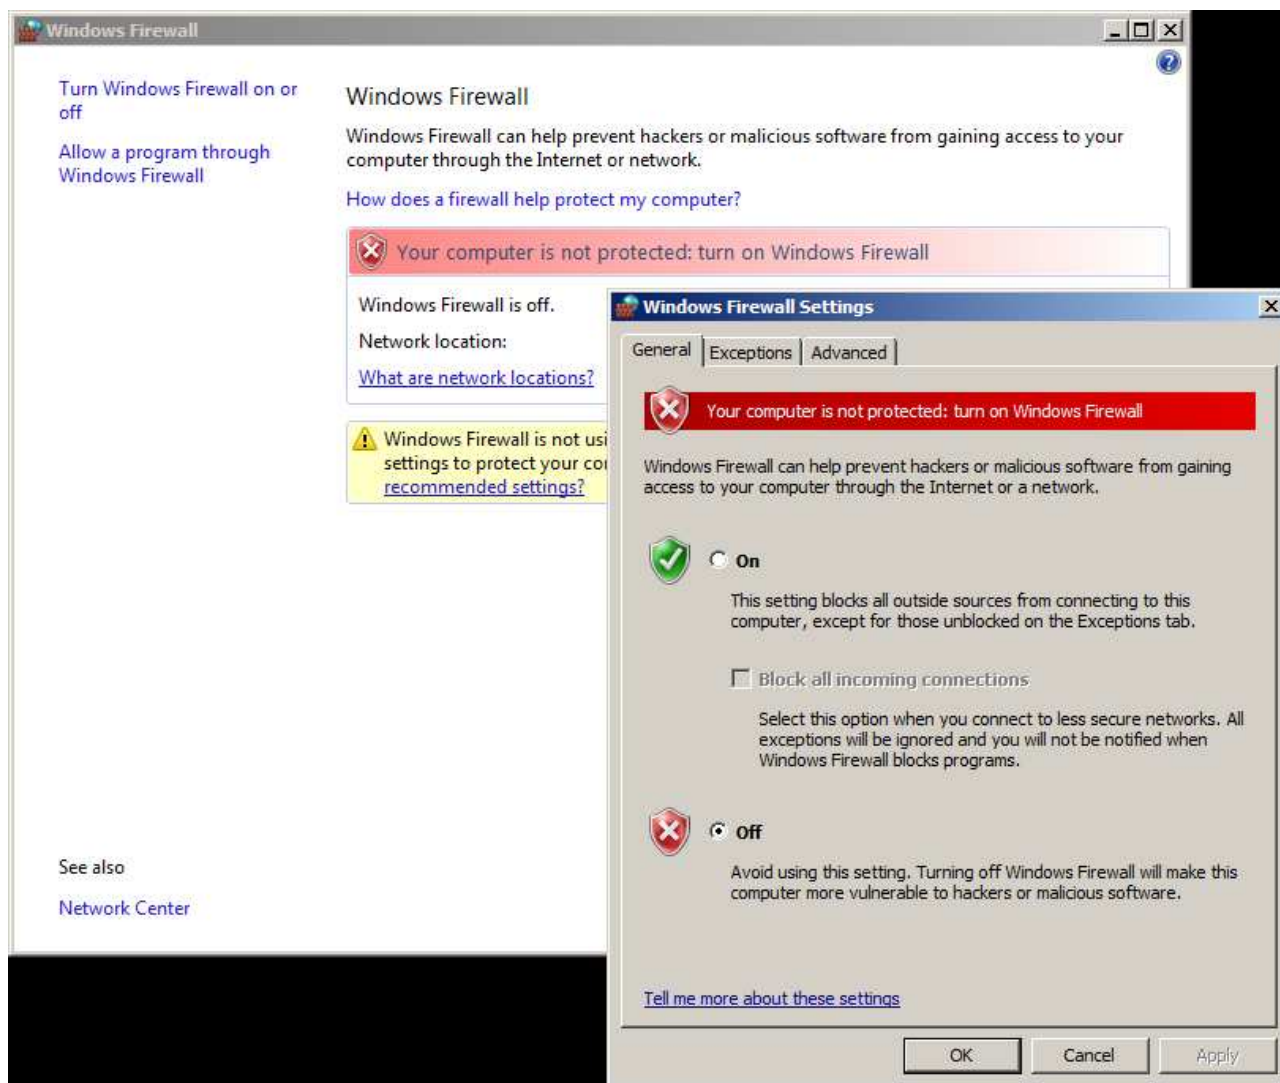 Windows Firewall
Turn Windows Firewall on or
off
Allow a program through
Windows Firewall
See also
Network Center
Windows Firewall
Windows Firewall can help prevent hackers or malicious software from gaining access to your
computer through the Internet or network.
How does a firewall help protect my computer?
Your computer is not protected: turn on Windows Firewall
Windows Firewall is off.
Network location:
What are network locations?
Windows Firewall is not usi
settings to protect your co
recommended settings?
Windows Firewall Settings
General
Exceptions
Advanced
Your computer is not protected: turn on Windows Firewall
Windows Firewall can help prevent hackers or malicious software from gaining
access to your computer through the Internet or a network.
On
This setting blocks all outside sources from connecting to this
computer, except for those unblocked on the Exceptions tab.
Block all incoming connections
Select this option when you connect to less secure networks. All
exceptions will be ignored and you will not be notified when
Windows Firewall blocks programs.
Off
Avoid using this setting. Turning off Windows Firewall will make this
computer more vulnerable to hackers or malicious software.
Tell me more about these settings
OK
Cancel
Apply